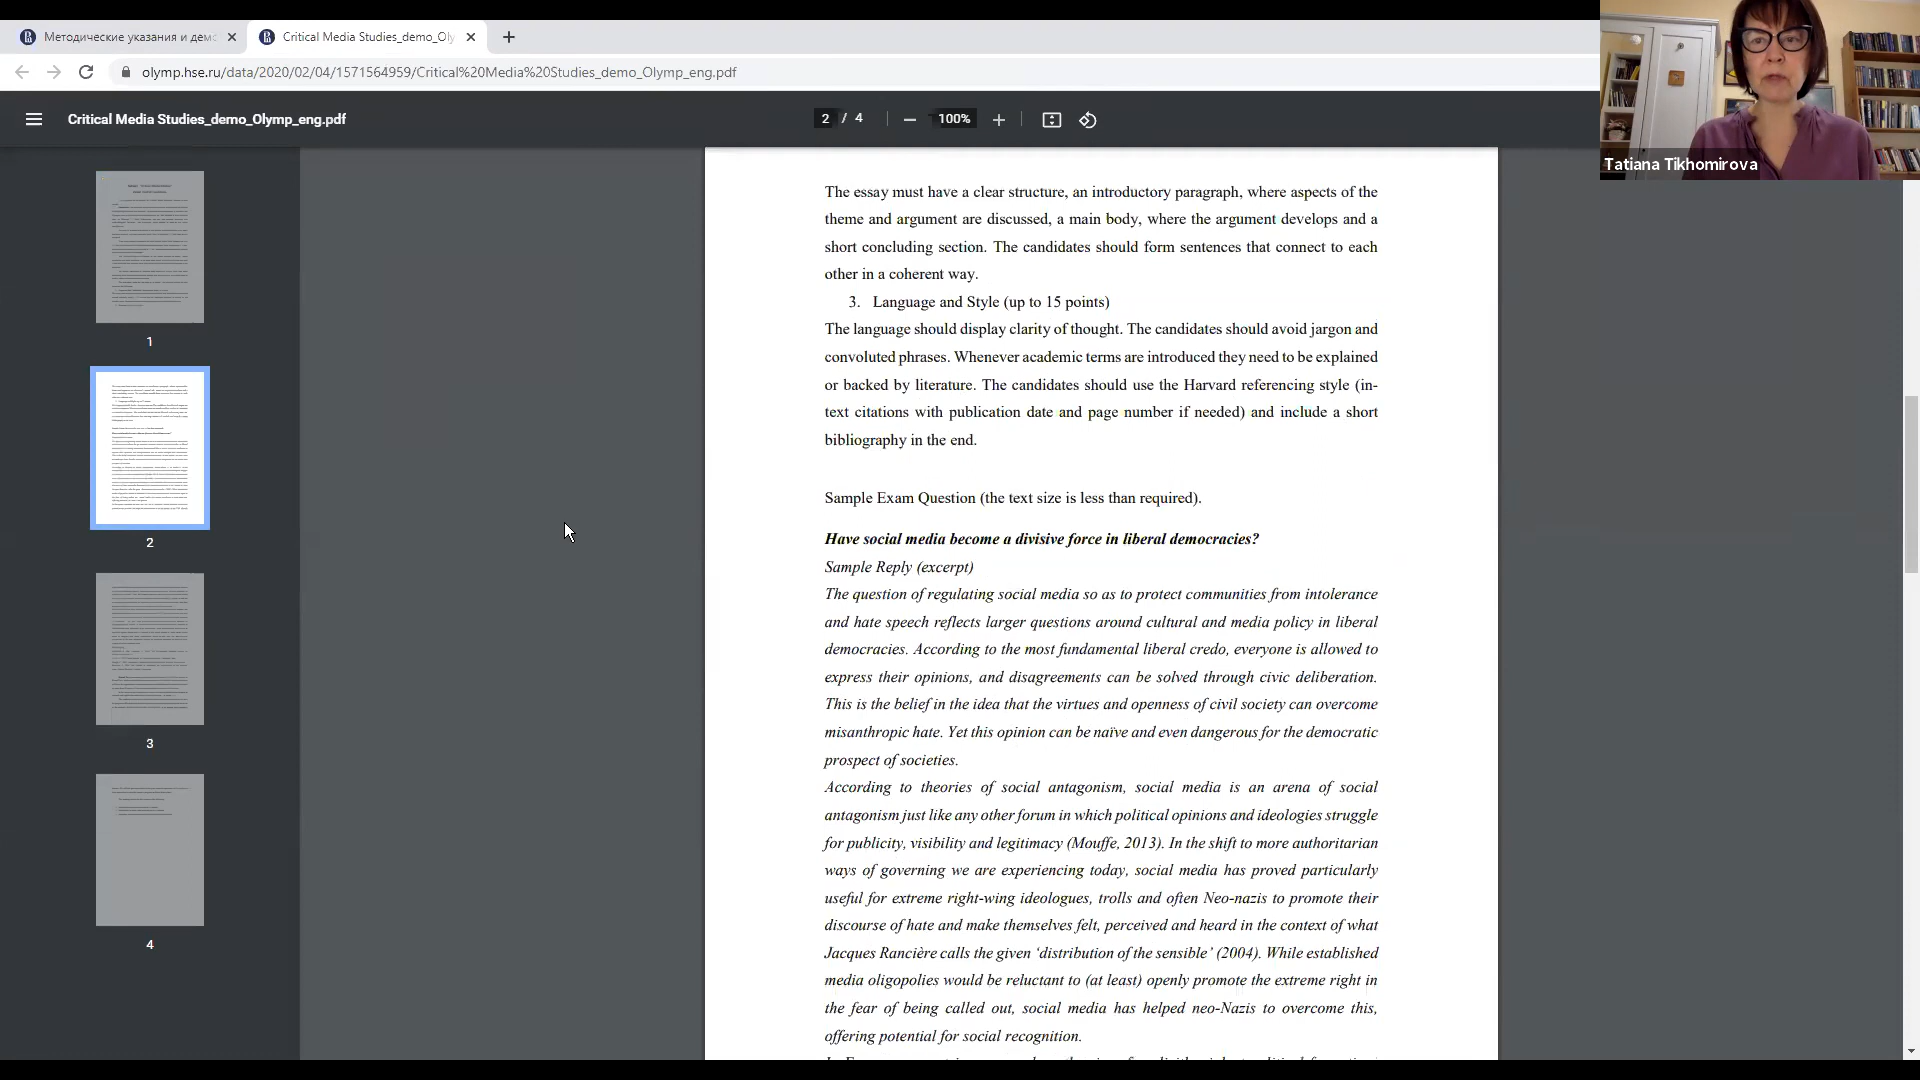 Методические указания и дем
Critical Media Studies_demo_Oly
olymp.hse.ru/data/2020/02/04/1571564959/Critical%20Media%20Studies_demo_Olymp_eng.pdf
Critical Media Studies_demo_Olymp_eng.pdf
2 / 4
100%
Tatiana Tikhomirova
1
2
3
4
The essay must have a clear structure, an introductory paragraph, where aspects of the
theme and argument are discussed, a main body, where the argument develops and a
short concluding section. The candidates should form sentences that connect to each
other in a coherent way.
3. Language and Style (up to 15 points)
The language should display clarity of thought. The candidates should avoid jargon and
convoluted phrases. Whenever academic terms are introduced they need to be explained
or backed by literature. The candidates should use the Harvard referencing style (in-
text citations with publication date and page number if needed) and include a short
bibliography in the end.
Sample Exam Question (the text size is less than required).
Have social media become a divisive force in liberal democracies?
Sample Reply (excerpt)
The question of regulating social media so as to protect communities from intolerance
and hate speech reflects larger questions around cultural and media policy in liberal
democracies. According to the most fundamental liberal credo, everyone is allowed to
express their opinions, and disagreements can be solved through civic deliberation.
This is the belief in the idea that the virtues and openness of civil society can overcome
misanthropic hate. Yet this opinion can be naïve and even dangerous for the democratic
prospect of societies.
According to theories of social antagonism, social media is an arena of social
antagonism just like any other forum in which political opinions and ideologies struggle
for publicity, visibility and legitimacy (Mouffe, 2013). In the shift to more authoritarian
ways of governing we are experiencing today, social media has proved particularly
useful for extreme right-wing ideologues, trolls and often Neo-nazis to promote their
discourse of hate and make themselves felt, perceived and heard in the context of what
Jacques Rancière calls the given ‘distribution of the sensible’ (2004). While established
media oligopolies would be reluctant to (at least) openly promote the extreme right in
the fear of being called out, social media has helped neo-Nazis to overcome this,
offering potential for social recognition.